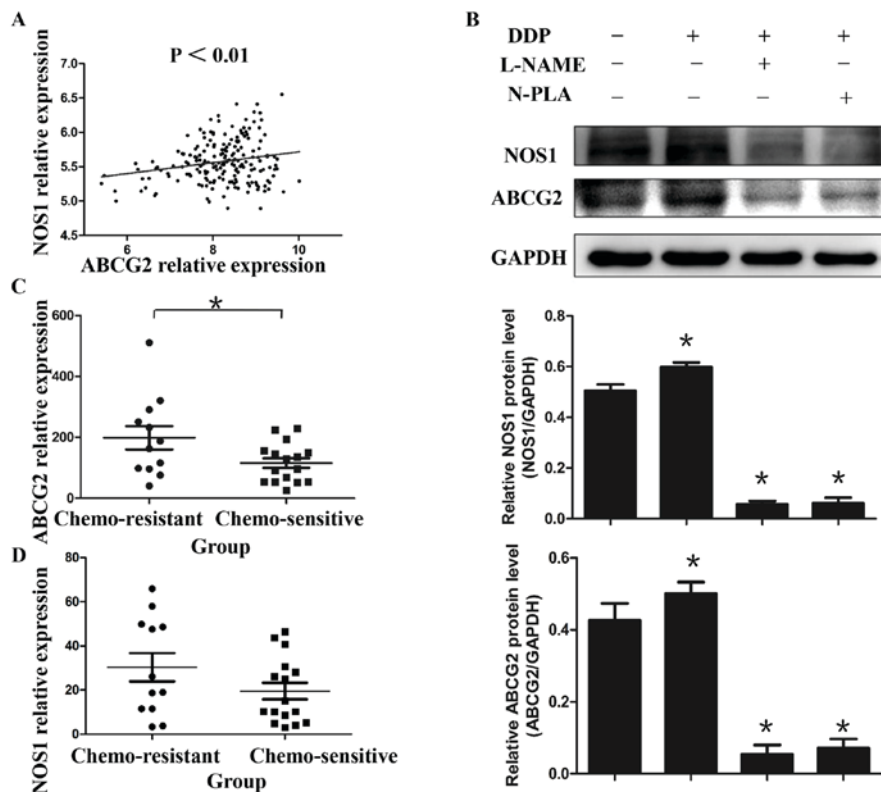 A
P < 0.01
NOS1 relative expression
7.0
6.5
6.0
5.5
5.0
4.5
6 8 10
ABCG2 relative expression
B
DDP − + + +
L-NAME − − + −
N-PLA − − − +
NOS1
ABCG2
GAPDH
Relative NOS1 protein level
(NOS1/GAPDH)
0.8
0.6
0.4
0.2
0.0
* * *
Relative ABCG2 protein level
(ABCG2/GAPDH)
0.6
0.4
0.2
0.0
* * *
C
*
ABCG2 relative expression
600
400
200
0
Chemo-resistant Chemo-sensitive
Group
D
NOS1 relative expression
80
60
40
20
0
Chemo-resistant Chemo-sensitive
Group